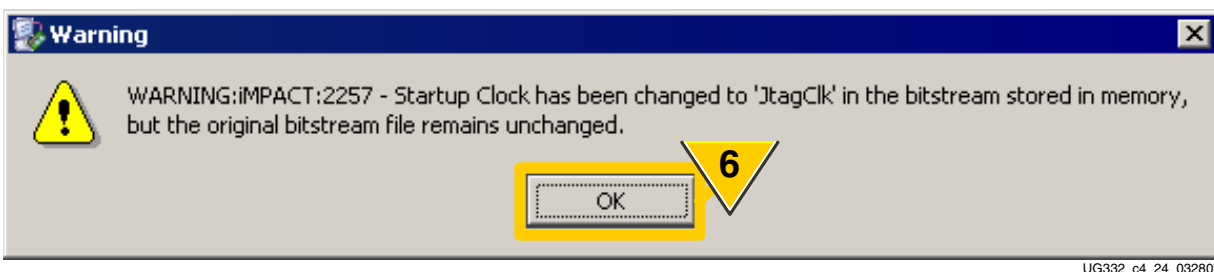 Warning
WARNING:iMPACT:2257 - Startup Clock has been changed to 'JtagClk' in the bitstream stored in memory,
but the original bitstream file remains unchanged.
6
OK
UG332_c4_24_03280